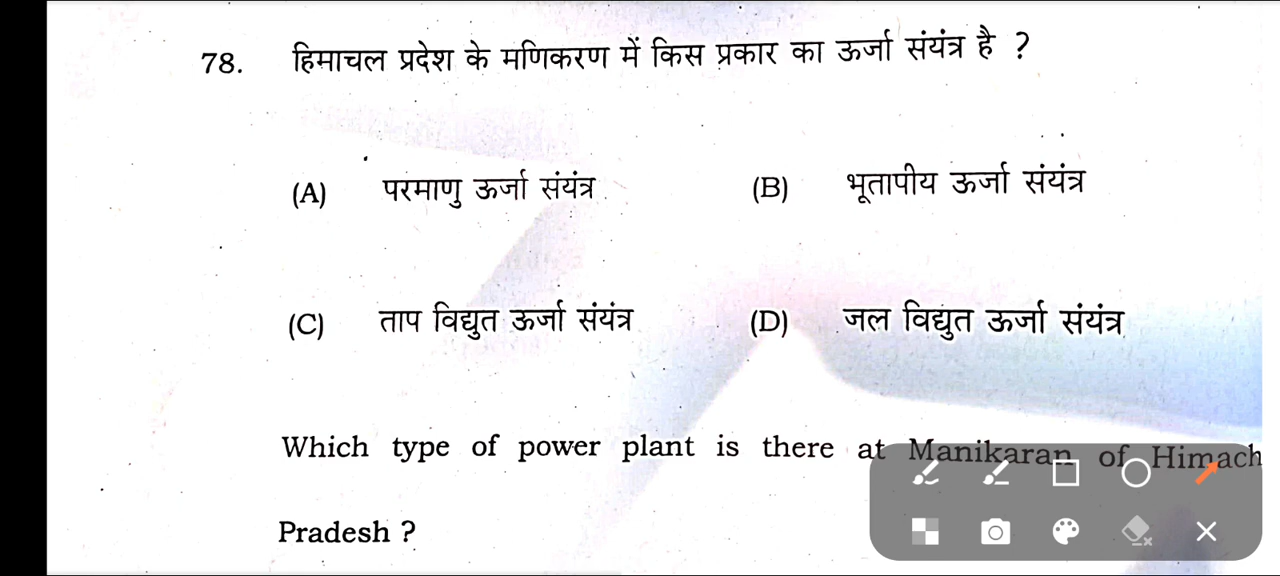 78. हिमाचल प्रदेश के मणिकरण में किस प्रकार का ऊर्जा संयंत्र है ?
(A) परमाणु ऊर्जा संयंत्र (B) भूतापीय ऊर्जा संयंत्र
(C) ताप विद्युत ऊर्जा संयंत्र (D) जल विद्युत ऊर्जा संयंत्र
Which type of power plant is there at Manikaran of Himach
Pradesh ?